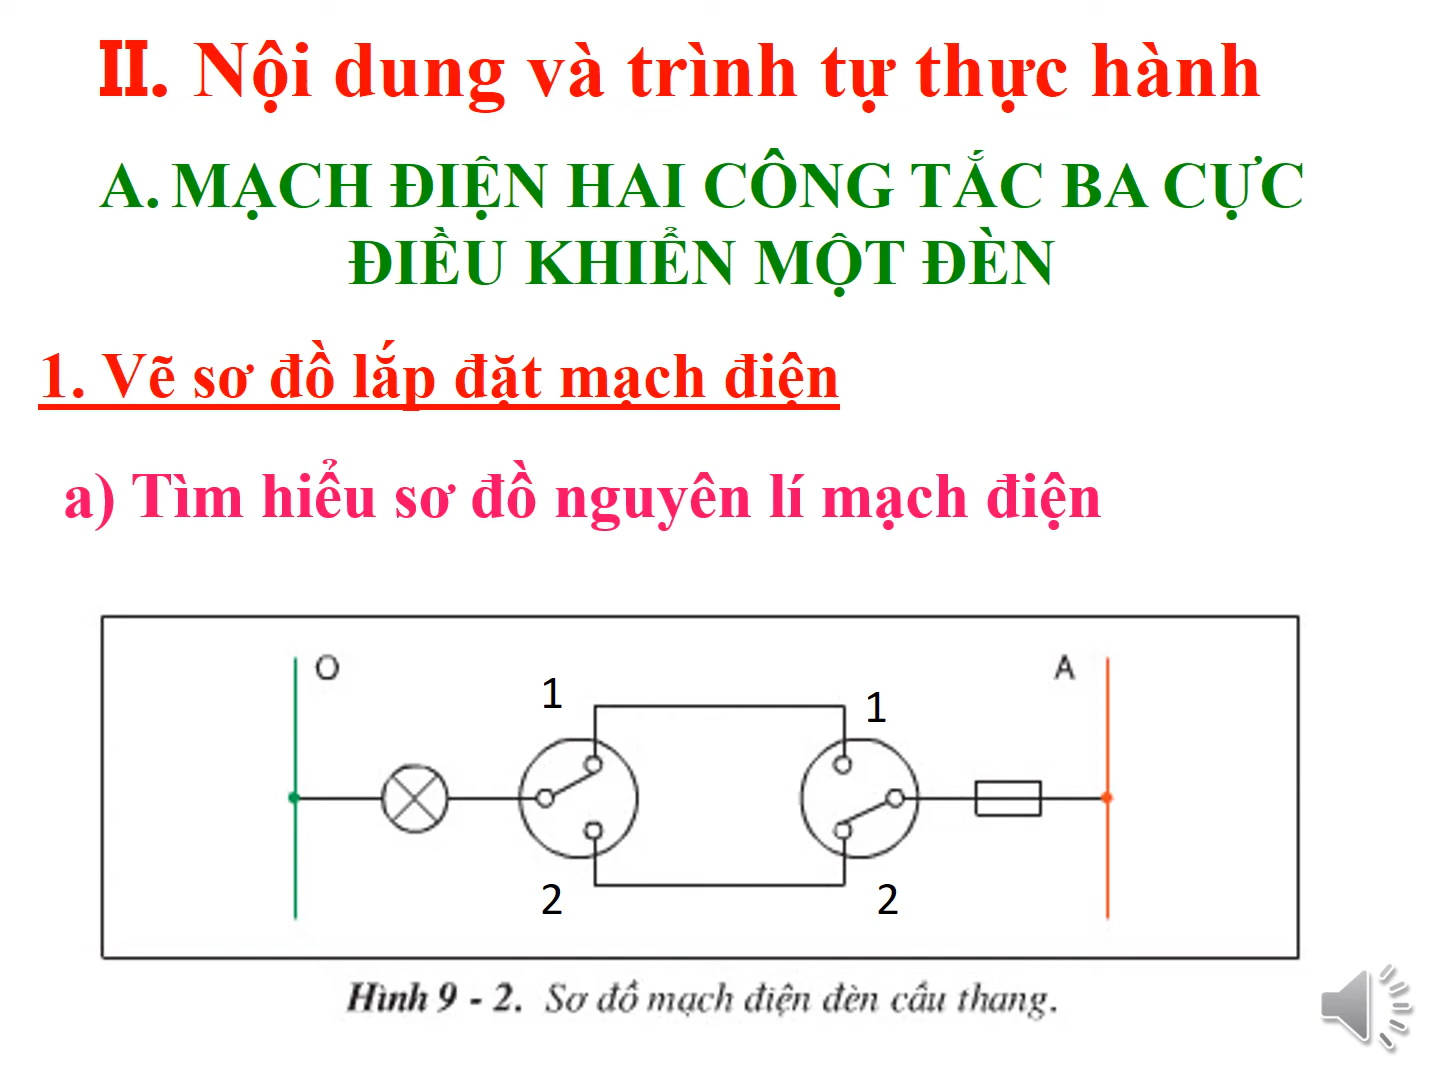 II. Nội dung và trình tự thực hành
A. MẠCH ĐIỆN HAI CÔNG TẮC BA CỰC
ĐIỀU KHIỂN MỘT ĐÈN
1. Vẽ sơ đồ lắp đặt mạch điện
a) Tìm hiểu sơ đồ nguyên lí mạch điện
O
A
1
1
2
2
Hình 9 - 2. Sơ đồ mạch điện đèn cầu thang.